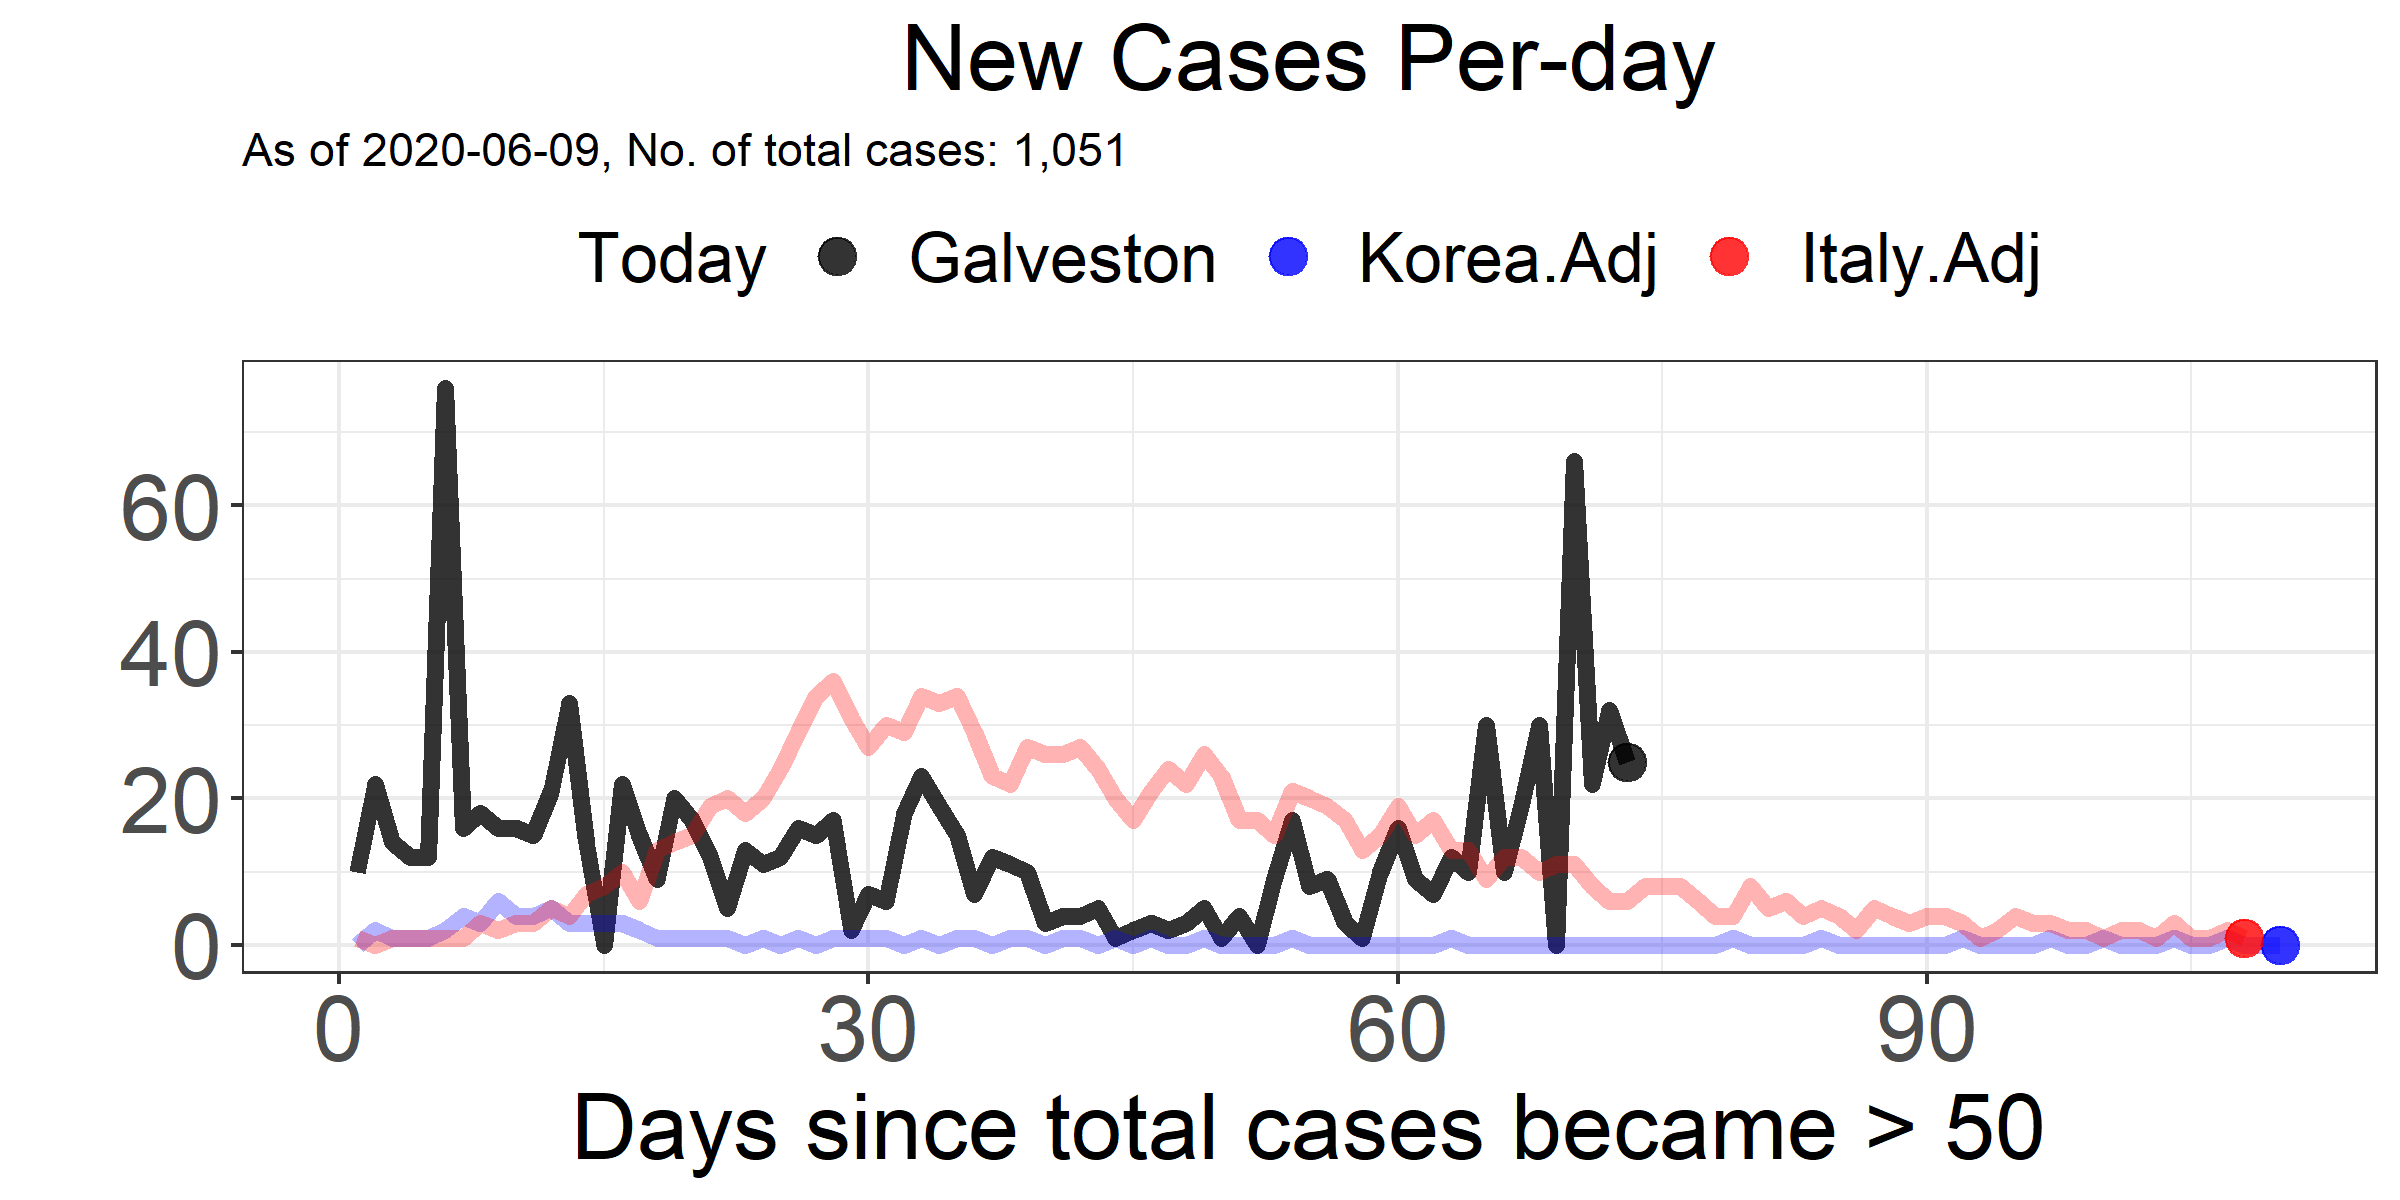 New Cases Per-day
As of 2020-06-09, No. of total cases: 1,051
Today Galveston Korea.Adj Italy.Adj
60
40
20
0
0 30 60 90
Days since total cases became > 50